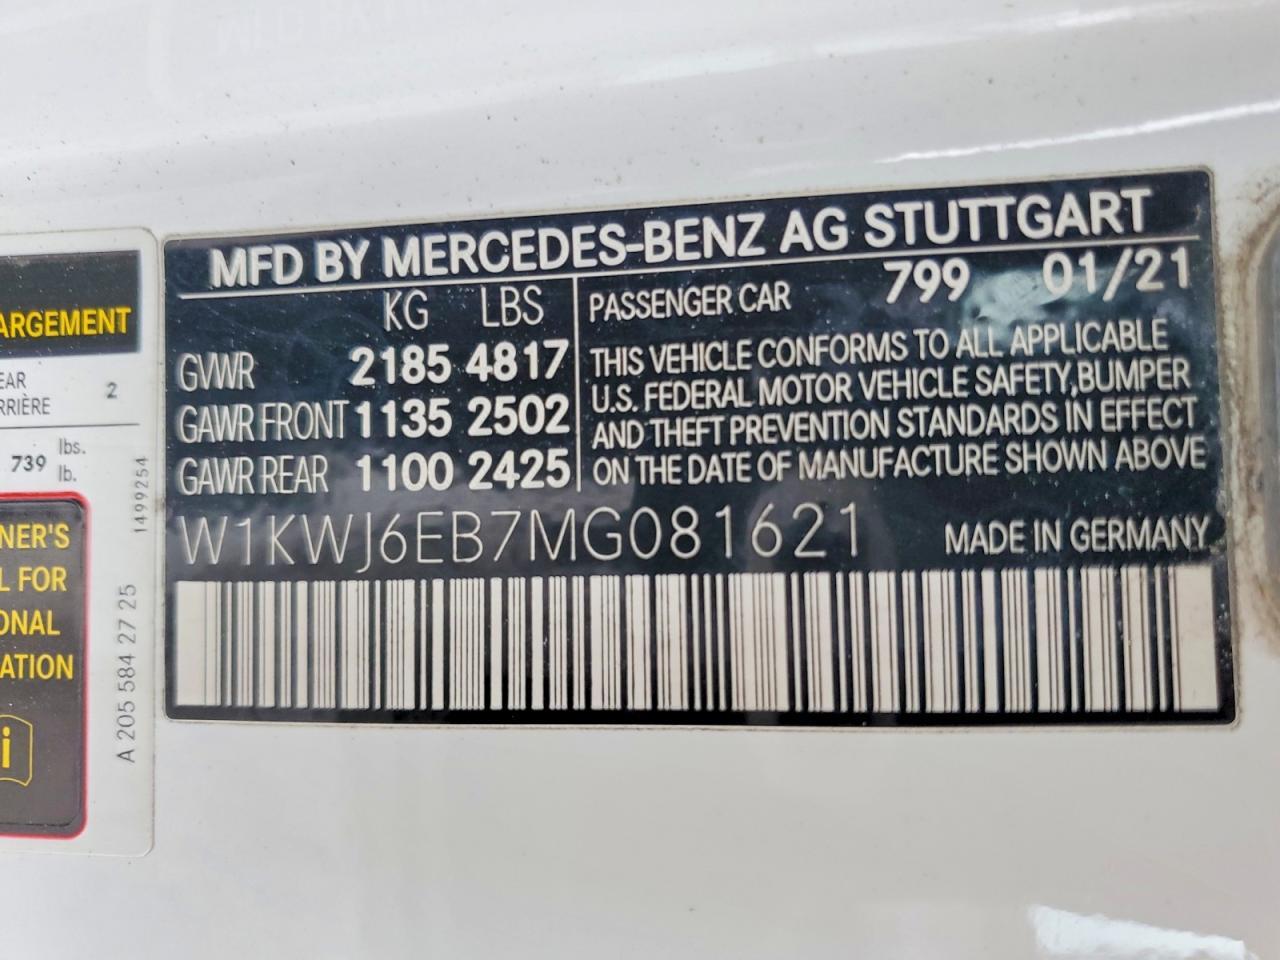 ARGEMENT
EAR
RRIÈRE 2
739 lbs.
lb.
NER'S
L FOR
ONAL
ATION
i
A 205 584 27 25
1499254
MFD BY MERCEDES-BENZ AG STUTTGART
KG LBS
GVWR 2185 4817
GAWR FRONT 1135 2502
GAWR REAR 1100 2425
PASSENGER CAR 799 01/21
THIS VEHICLE CONFORMS TO ALL APPLICABLE
U.S. FEDERAL MOTOR VEHICLE SAFETY,BUMPER
AND THEFT PREVENTION STANDARDS IN EFFECT
ON THE DATE OF MANUFACTURE SHOWN ABOVE
W1KWJ6EB7MG081621 MADE IN GERMANY